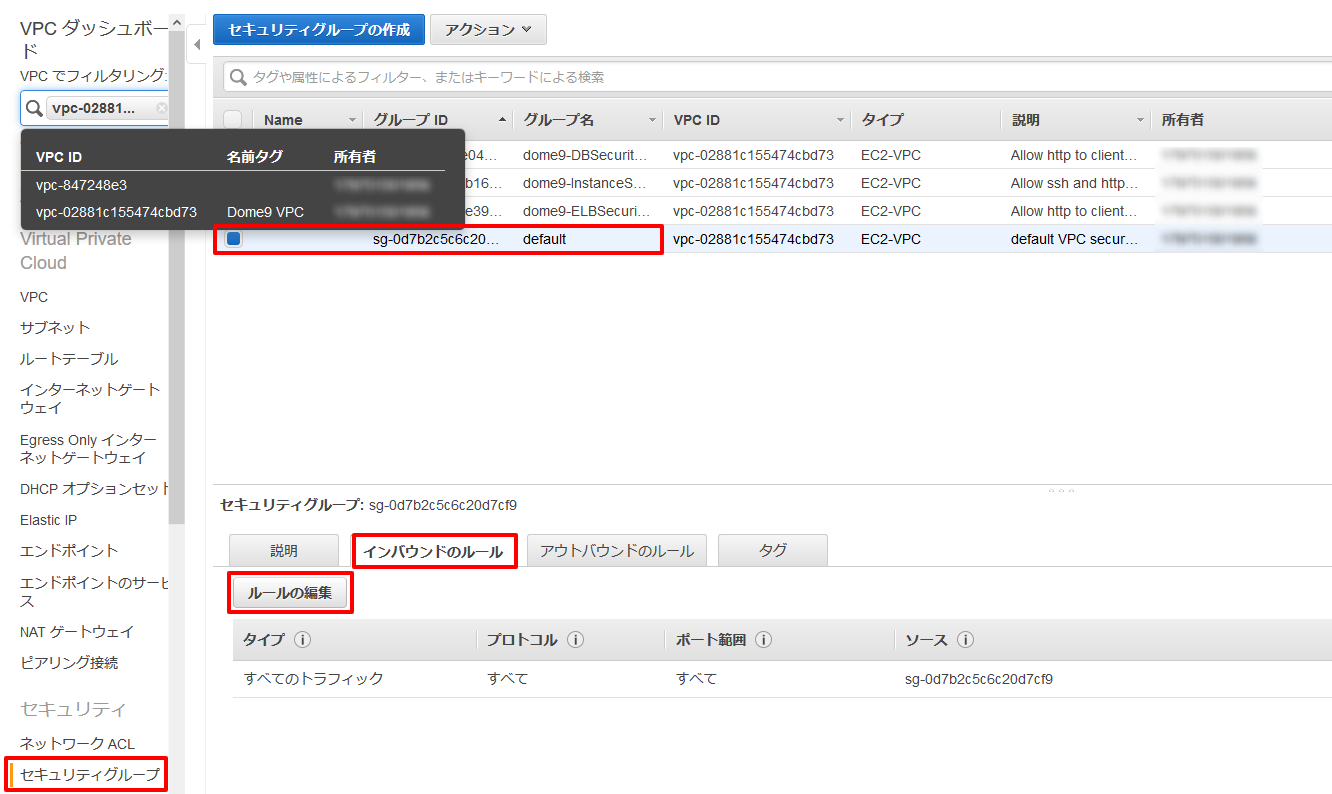 VPC ダッシュボー
ド
VPC でフィルタリング:
vpc-02881...
VPC ID 名前タグ 所有者
vpc-847248e3
vpc-02881c155474cbd73 Dome9 VPC
Virtual Private
Cloud
VPC
サブネット
ルートテーブル
インターネットゲート
ウェイ
Egress Only インター
ネットゲートウェイ
DHCP オプションセット
Elastic IP
エンドポイント
エンドポイントのサービ
ス
NAT ゲートウェイ
ピアリング接続
セキュリティ
ネットワーク ACL
セキュリティグループ
セキュリティグループの作成 アクション
タグや属性によるフィルター、またはキーワードによる検索
Name グループ ID グループ名 VPC ID タイプ 説明 所有者
e04... dome9-DBSecurit... vpc-02881c155474cbd73 EC2-VPC Allow http to client...
b16... dome9-InstanceS... vpc-02881c155474cbd73 EC2-VPC Allow ssh and http...
e39... dome9-ELBSecuri... vpc-02881c155474cbd73 EC2-VPC Allow http to client...
sg-0d7b2c5c6c20... default vpc-02881c155474cbd73 EC2-VPC default VPC secur...
セキュリティグループ: sg-0d7b2c5c6c20d7cf9
説明 インバウンドのルール アウトバウンドのルール タグ
ルールの編集
タイプ プロトコル ポート範囲 ソース
すべてのトラフィック すべて すべて sg-0d7b2c5c6c20d7cf9